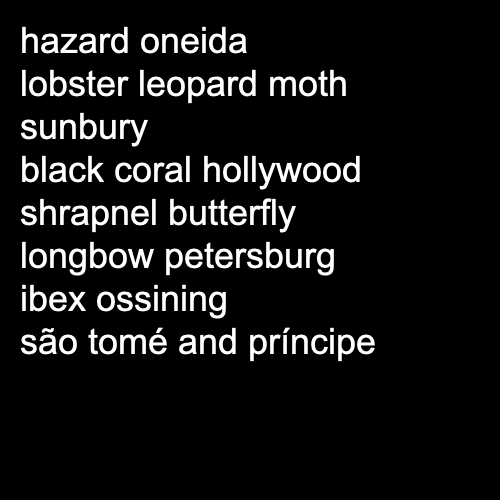 hazard oneida
lobster leopard moth
sunbury
black coral hollywood
shrapnel butterfly
longbow petersburg
ibex ossining
são tomé and príncipe